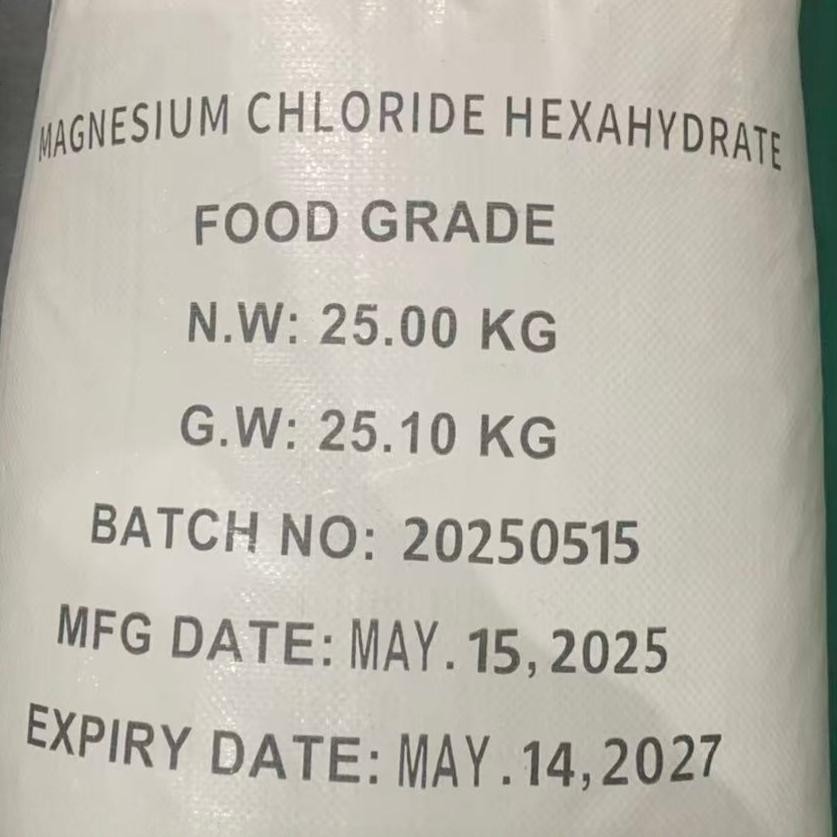 MAGNESIUM CHLORIDE HEXAHYDRATE
FOOD GRADE
N.W: 25.00 KG
G.W: 25.10 KG
BATCH NO: 20250515
MFG DATE: MAY. 15, 2025
EXPIRY DATE: MAY. 14, 2027